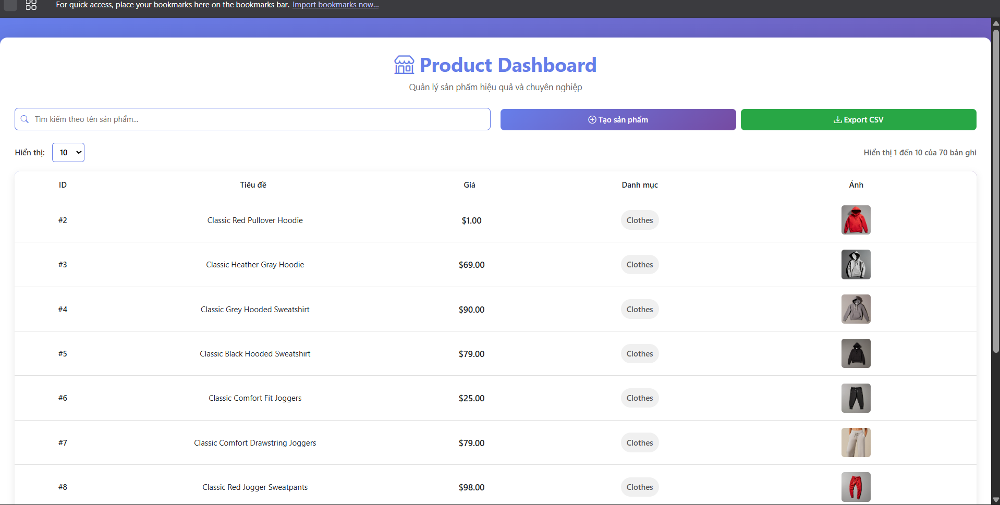 For quick access, place your bookmarks here on the bookmarks bar. Import bookmarks now...
Product Dashboard
Quản lý sản phẩm hiệu quả và chuyên nghiệp
Tìm kiếm theo tên sản phẩm...
Tạo sản phẩm
Export CSV
Hiển thị: 10
Hiển thị 1 đến 10 của 70 bản ghi
ID Tiêu đề Giá Danh mục Ảnh
#2 Classic Red Pullover Hoodie $1.00 Clothes
#3 Classic Heather Gray Hoodie $69.00 Clothes
#4 Classic Grey Hooded Sweatshirt $90.00 Clothes
#5 Classic Black Hooded Sweatshirt $79.00 Clothes
#6 Classic Comfort Fit Joggers $25.00 Clothes
#7 Classic Comfort Drawstring Joggers $79.00 Clothes
#8 Classic Red Jogger Sweatpants $98.00 Clothes